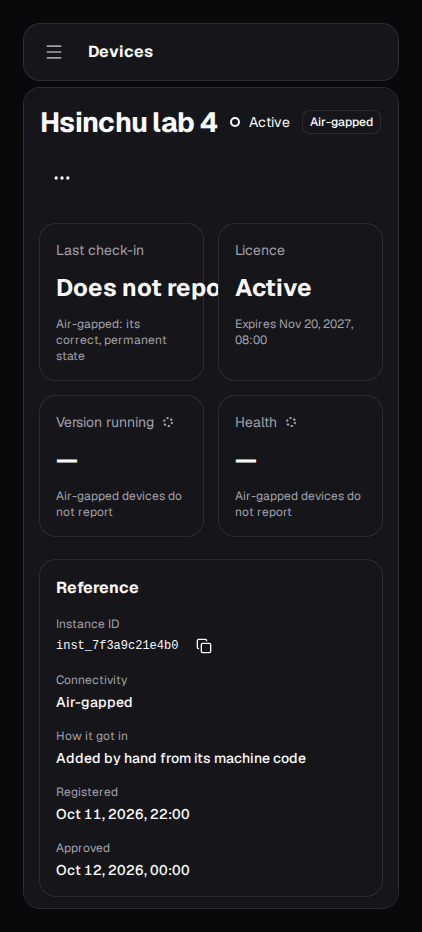 Devices
Hsinchu lab 4
Active
Air-gapped
...
Last check-in
Does not repo
Air-gapped: its
correct, permanent
state
Licence
Active
Expires Nov 20, 2027,
08:00
Version running
—
Air-gapped devices do
not report
Health
—
Air-gapped devices do
not report
Reference
Instance ID
inst_7f3a9c21e4b0
Connectivity
Air-gapped
How it got in
Added by hand from its machine code
Registered
Oct 11, 2026, 22:00
Approved
Oct 12, 2026, 00:00